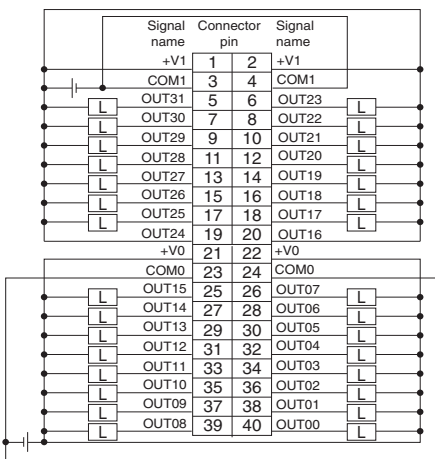 Signal name Connector pin Signal name
+V1 1 2 +V1
COM1 3 4 COM1
L OUT31 5 6 OUT23 L
L OUT30 7 8 OUT22 L
L OUT29 9 10 OUT21 L
L OUT28 11 12 OUT20 L
L OUT27 13 14 OUT19 L
L OUT26 15 16 OUT18 L
L OUT25 17 18 OUT17 L
OUT24 19 20 OUT16
+V0 21 22 +V0
COM0 23 24 COM0
L OUT15 25 26 OUT07 L
L OUT14 27 28 OUT06 L
L OUT13 29 30 OUT05 L
L OUT12 31 32 OUT04 L
L OUT11 33 34 OUT03 L
L OUT10 35 36 OUT02 L
L OUT09 37 38 OUT01 L
L OUT08 39 40 OUT00 L